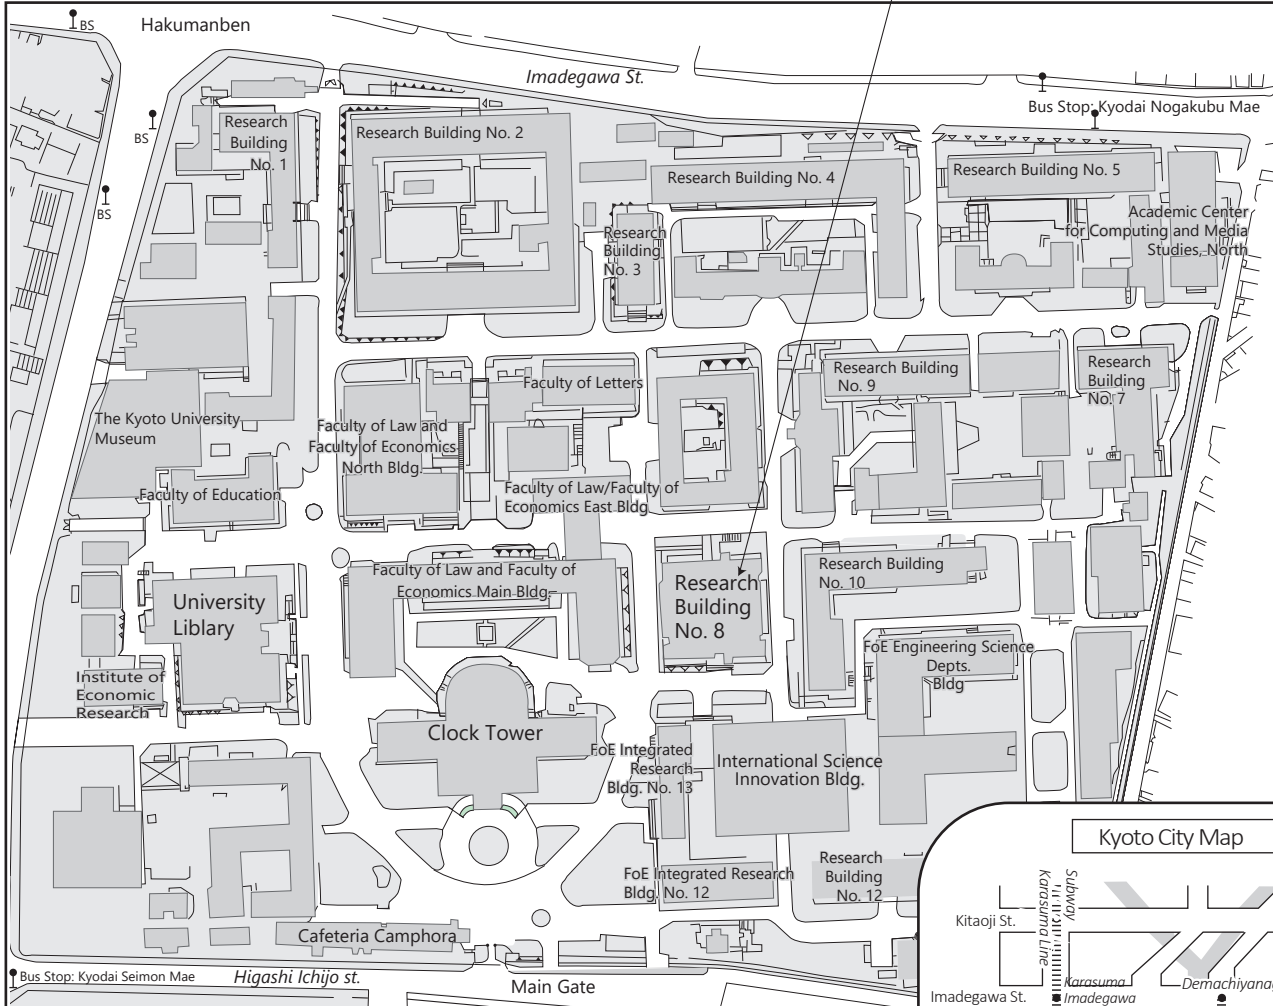 BS
Hakumanben
Imadegawa St.
BS
Bus Stop: Kyodai Nogakubu Mae
Research
Building
No. 1
Research Building No. 2
Research Building No. 4
Research Building No. 5
BS
Research
Building
No. 3
Academic Center
for Computing and Media
Studies, North
Faculty of Letters
Research Building
No. 9
Research
Building
No. 7
The Kyoto University
Museum
Faculty of Law and
Faculty of Economics
North Bldg.
Faculty of Education
Faculty of Law/Faculty of
Economics East Bldg
Faculty of Law and Faculty of
Economics Main Bldg.
Research
Building
No. 8
Research Building
No. 10
University
Liblary
FoE Engineering Science
Depts.
Bldg
Institute of
Economic
Research
Clock Tower
FoE Integrated
Research
Bldg. No. 13
International Science
Innovation Bldg.
FoE Integrated Research
Bldg. No. 12
Research
Building
No. 12
Cafeteria Camphora
Bus Stop: Kyodai Seimon Mae
Higashi Ichijo st.
Main Gate
Kyoto City Map
Subway
Karasuma Line
Kitaoji St.
Imadegawa St.
Karasuma
Imadegawa